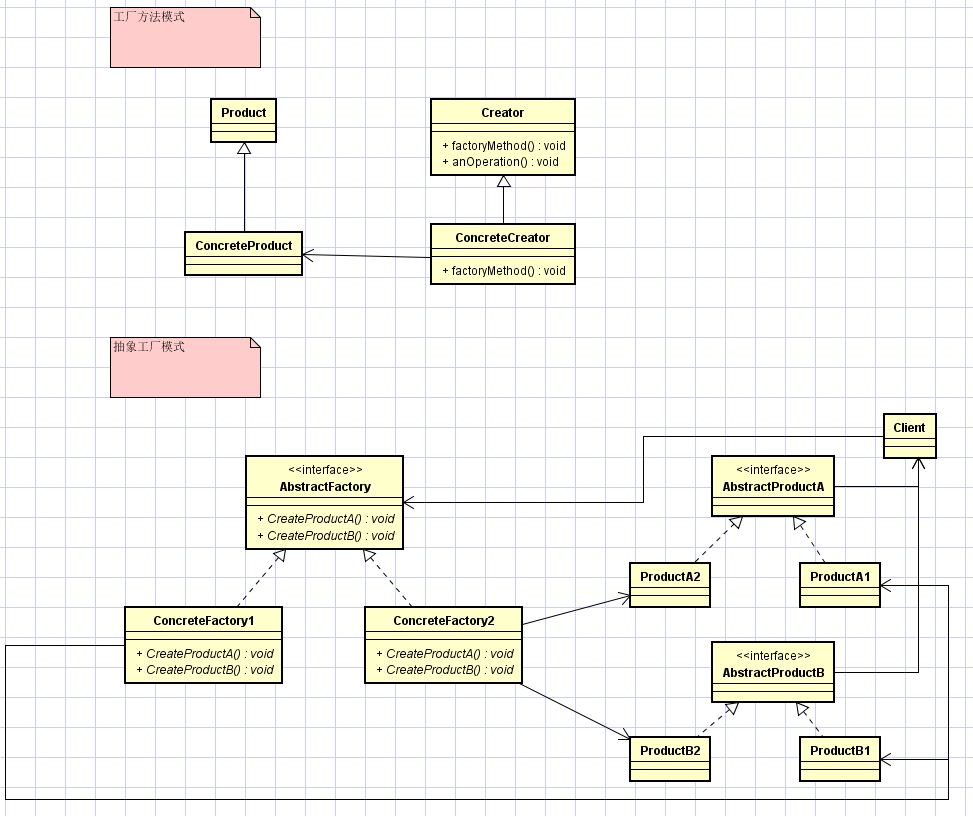 工厂方法模式
Product
Creator
+ factoryMethod() : void
+ anOperation() : void
ConcreteProduct
ConcreteCreator
+ factoryMethod() : void
抽象工厂模式
Client
<<interface>>
AbstractFactory
+ CreateProductA() : void
+ CreateProductB() : void
<<interface>>
AbstractProductA
ProductA2
ProductA1
ConcreteFactory1
+ CreateProductA() : void
+ CreateProductB() : void
ConcreteFactory2
+ CreateProductA() : void
+ CreateProductB() : void
<<interface>>
AbstractProductB
ProductB2
ProductB1